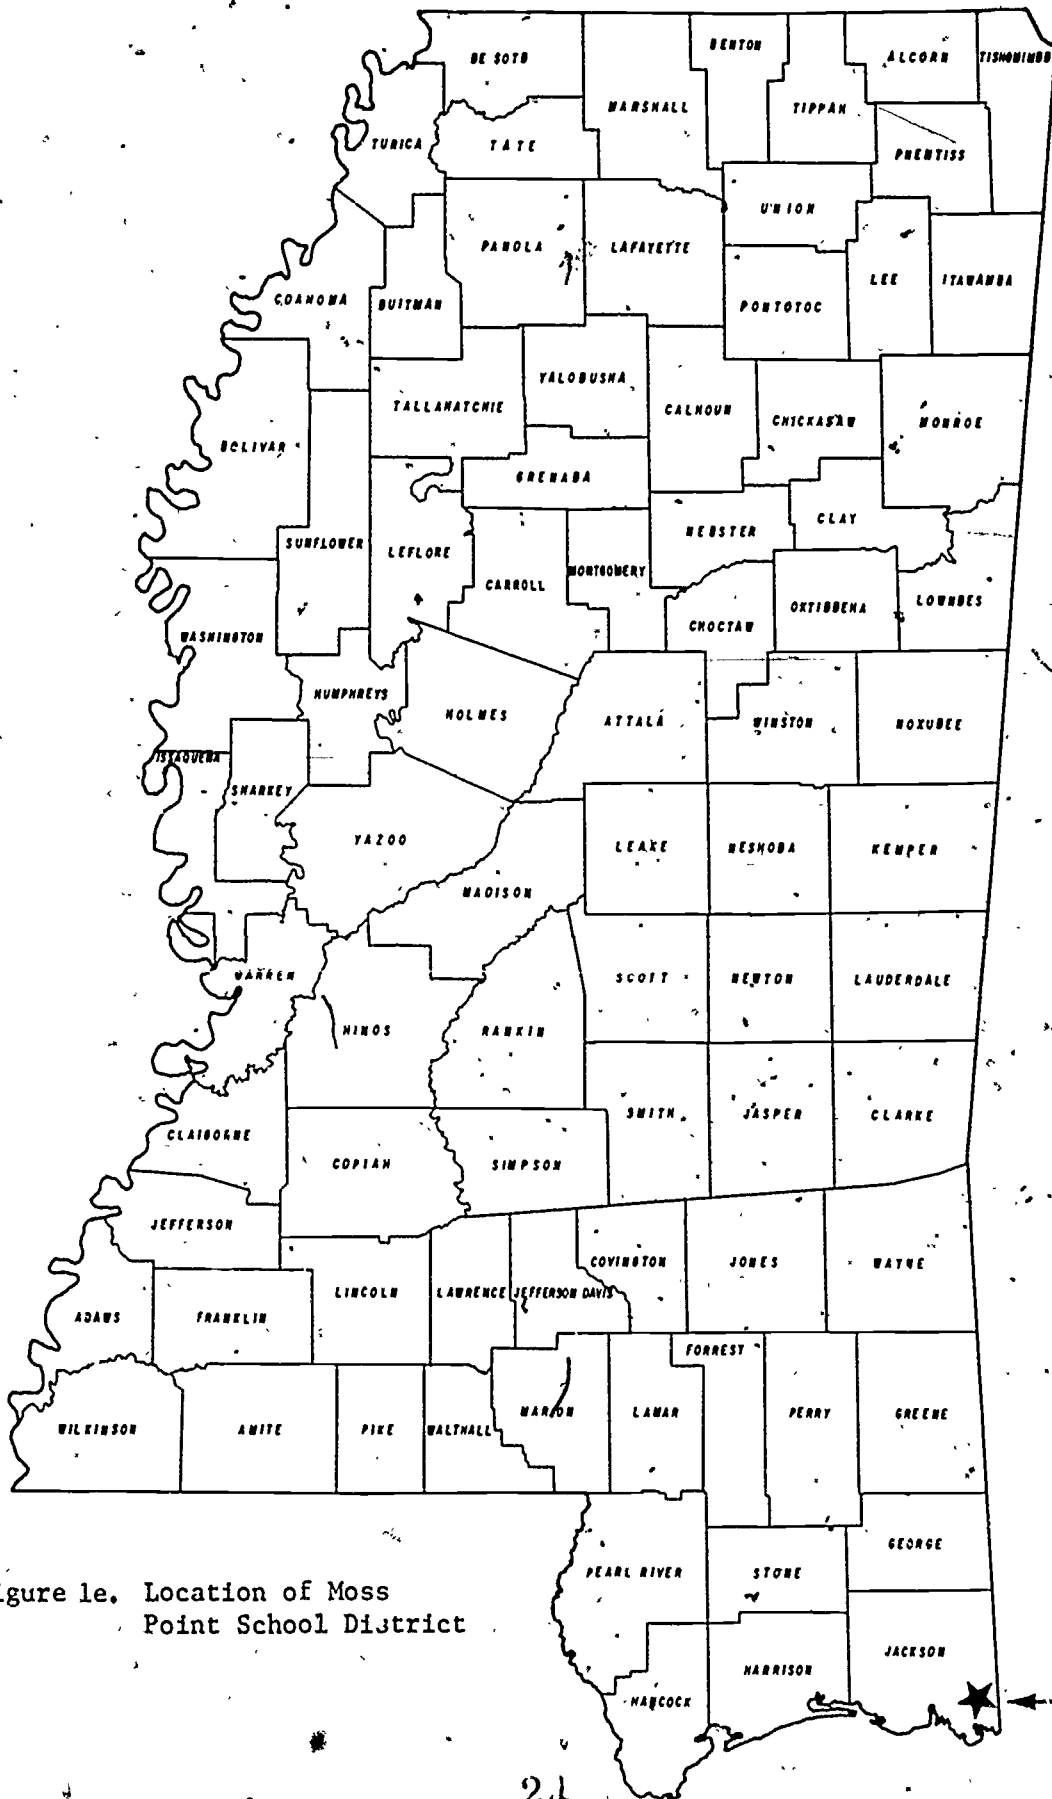 DE SOTO
BENTON
ALCORN
TISHOMINGO
MARSHALL
TIPPAH
TUNICA
TATE
PRENTISS
UNION
PANOLA
LAFAYETTE
LEE
ITAWAMBA
COAHOMA
QUITMAN
PONTOTOC
YALOBUSHA
TALLAHATCHIE
CALHOUN
CHICKASAW
MONROE
BOLIVAR
GRENADA
WEBSTER
CLAY
SUNFLOWER
LEFLORE
MONTGOMERY
CARROLL
OKTIBBEHA
LOWNDES
CHOCTAW
WASHINGTON
HUMPHREYS
HOLMES
ATTALA
WINSTON
NOXUBEE
ISSAQUENA
SHARKEY
YAZOO
LEAKE
NESHOBA
KEMPER
MADISON
WARREN
SCOTT
NEWTON
LAUDERDALE
HINDS
RANKIN
SMITH
JASPER
CLARKE
CLAIBORNE
COPIAH
SIMPSON
JEFFERSON
COVINGTON
JONES
WAYNE
LINCOLN
LAWRENCE
JEFFERSON DAVIS
ADAMS
FRANKLIN
FORREST
WILKINSON
AMITE
PIKE
WALTHALL
MARION
LAMAR
PERRY
GREENE
GEORGE
PEARL RIVER
STONE
JACKSON
HARRISON
HANCOCK
igure 1e. Location of Moss
Point School District